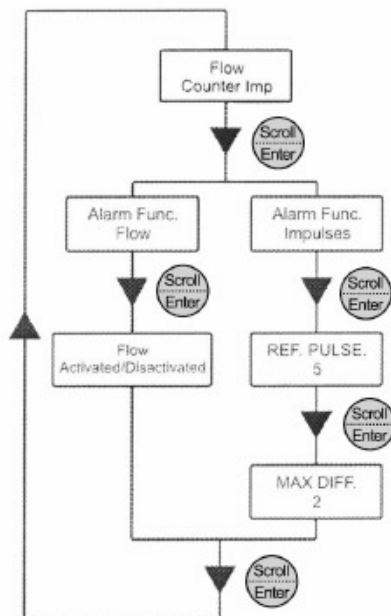 Flow
Counter Imp
Scroll
Enter
Alarm Func.
Flow
Alarm Func.
Impulses
Scroll
Enter
Scroll
Enter
Flow
Activated/Disactivated
REF. PULSE.
5
Scroll
Enter
MAX DIFF.
2
Scroll
Enter